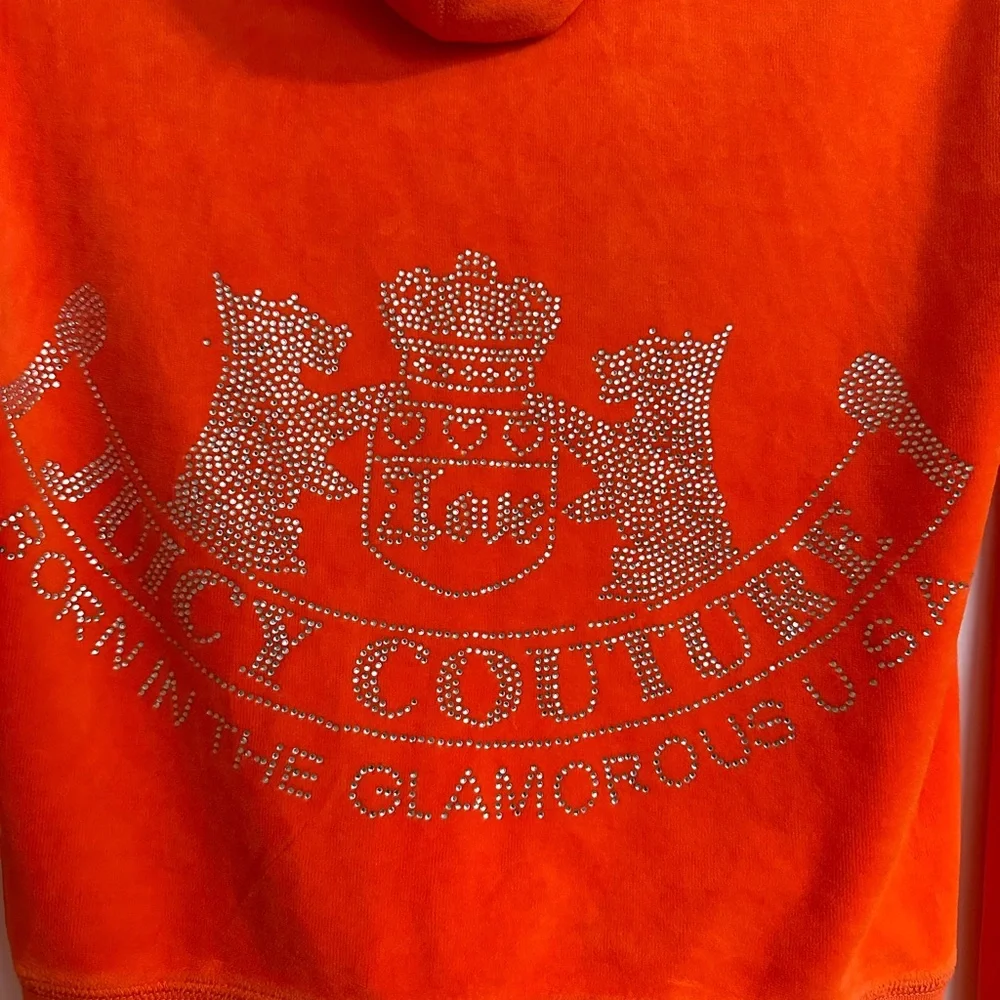 Love
JUICY COUTURE
BORN IN THE GLAMOROUS U.S.A